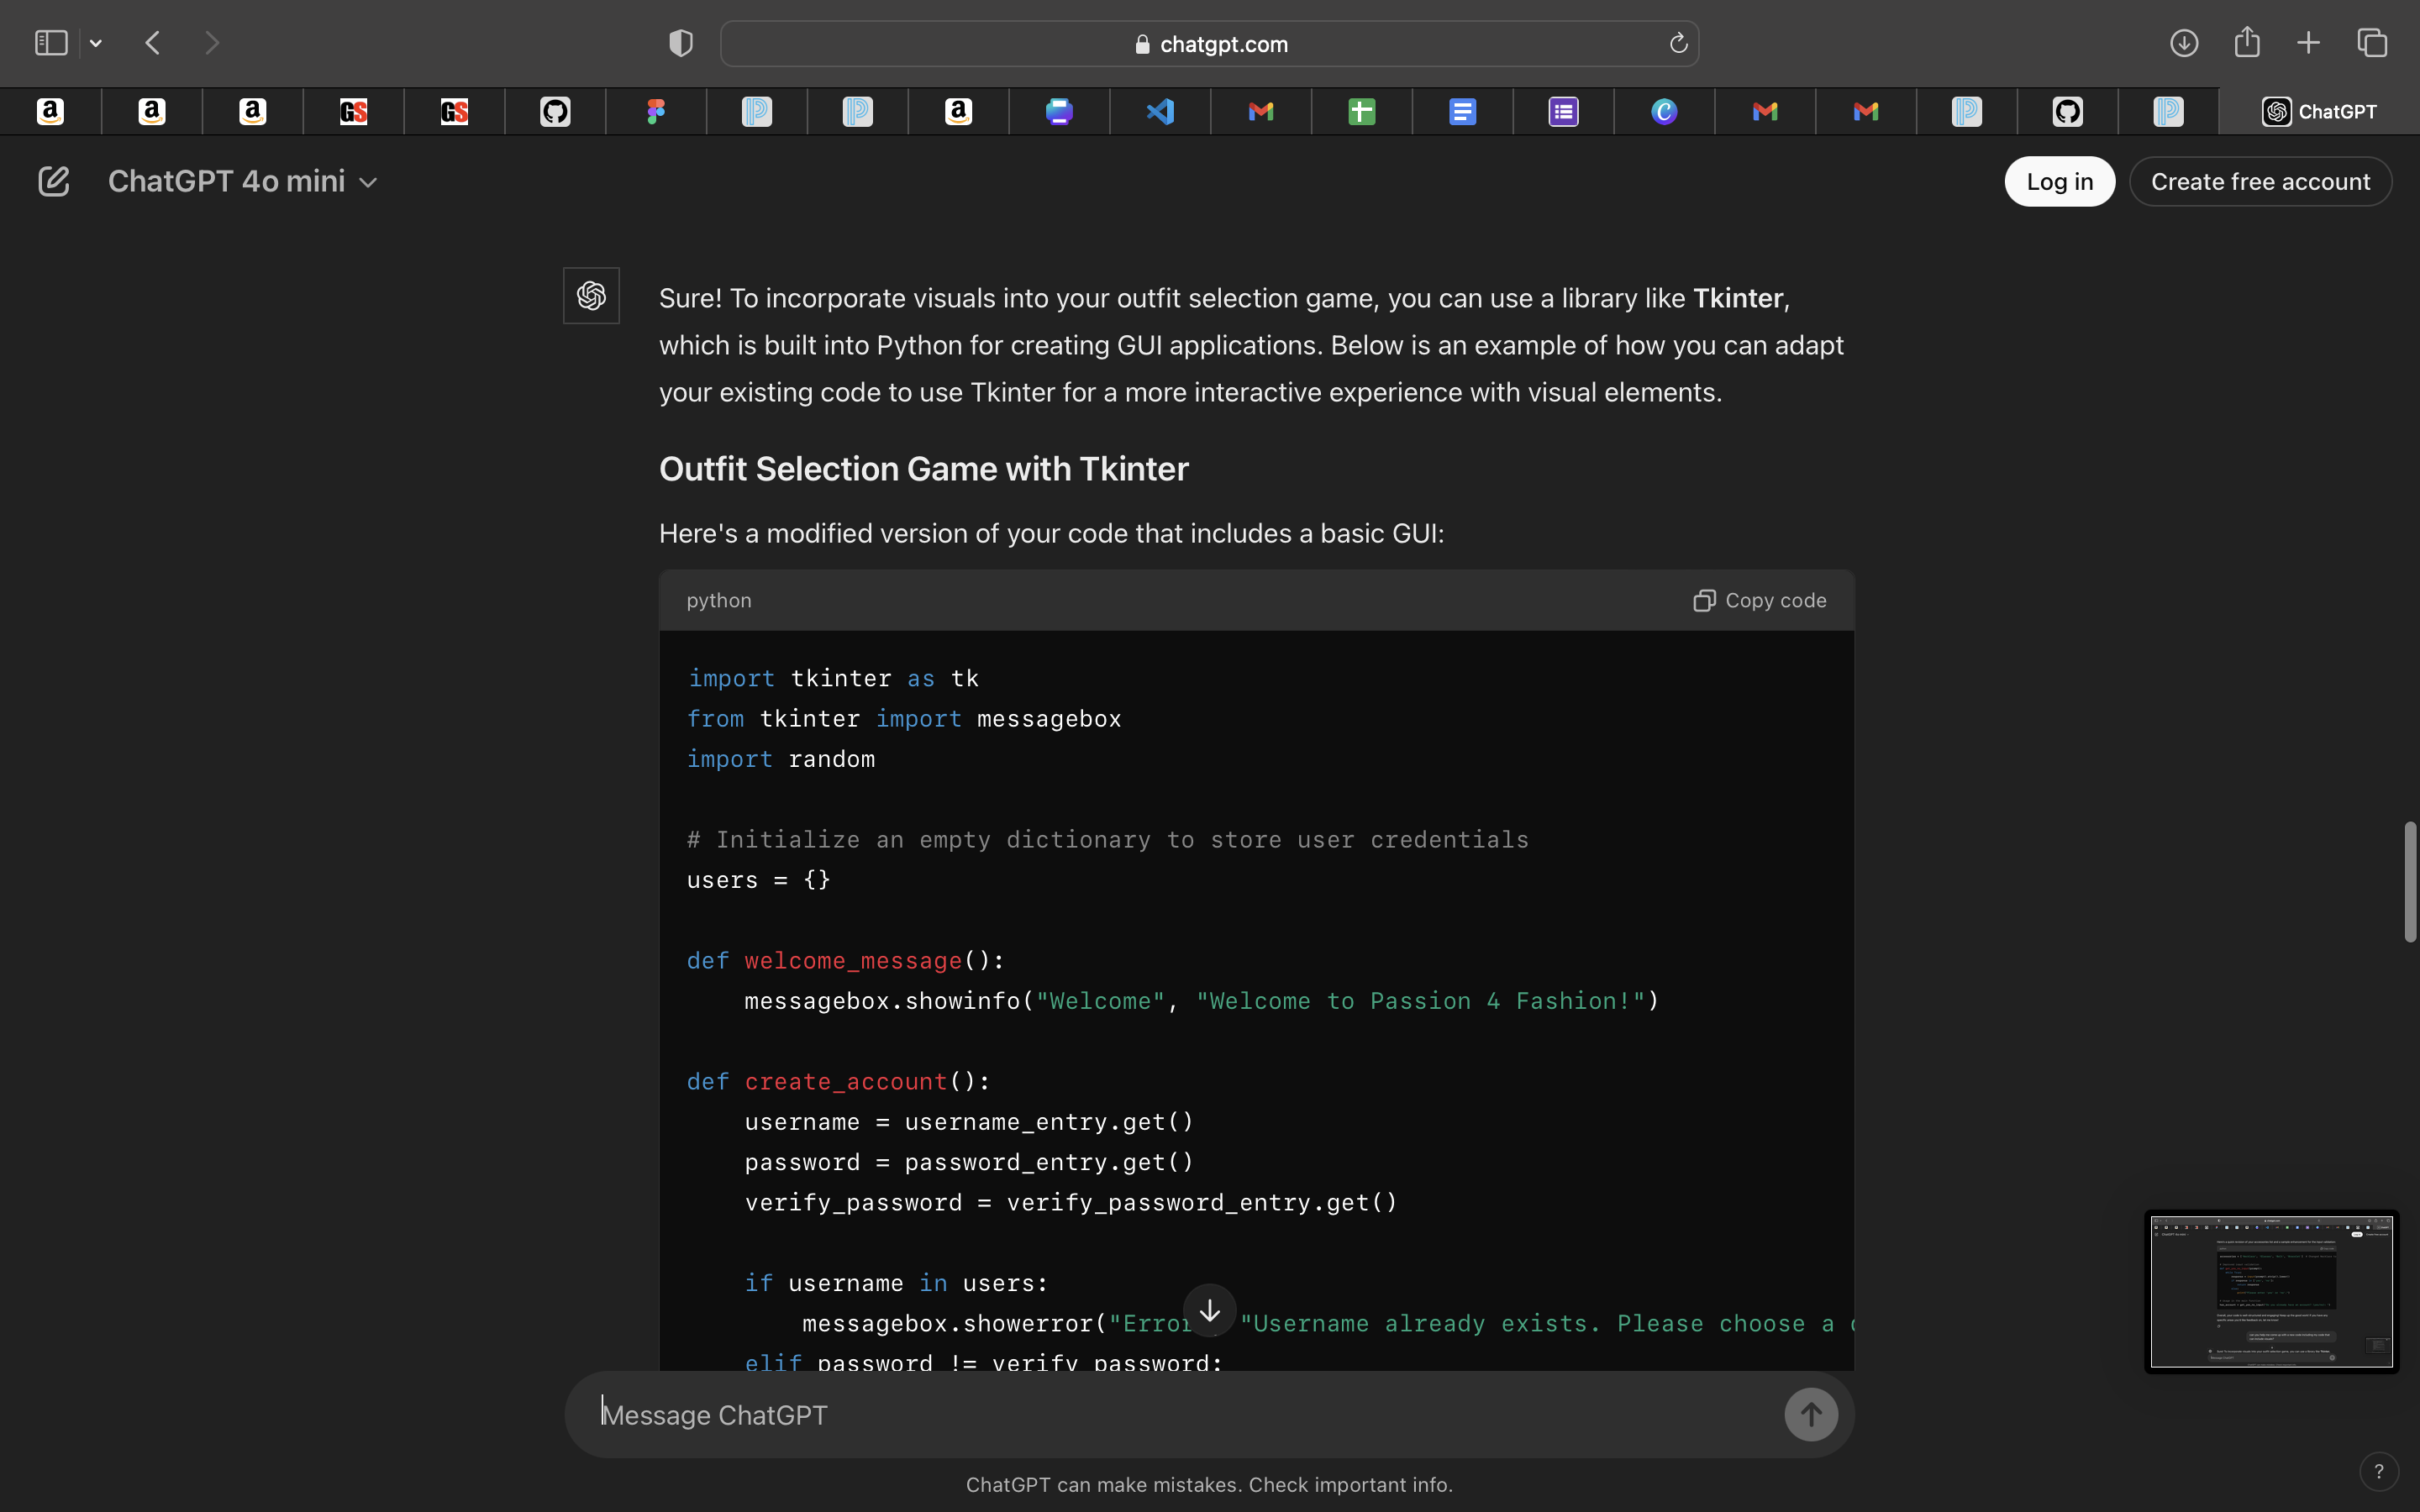 chatgpt.com
ChatGPT
ChatGPT 4o mini
Log in
Create free account
Sure! To incorporate visuals into your outfit selection game, you can use a library like Tkinter,
which is built into Python for creating GUI applications. Below is an example of how you can adapt
your existing code to use Tkinter for a more interactive experience with visual elements.
Outfit Selection Game with Tkinter
Here's a modified version of your code that includes a basic GUI:
python
Copy code
import tkinter as tk
from tkinter import messagebox
import random
# Initialize an empty dictionary to store user credentials
users = {}
def welcome_message():
    messagebox.showinfo("Welcome", "Welcome to Passion 4 Fashion!")
def create_account():
    username = username_entry.get()
    password = password_entry.get()
    verify_password = verify_password_entry.get()
    if username in users:
        messagebox.showerror("Error "Username already exists. Please choose a
    elif password != verify_password:
Message ChatGPT
ChatGPT can make mistakes. Check important info.
?